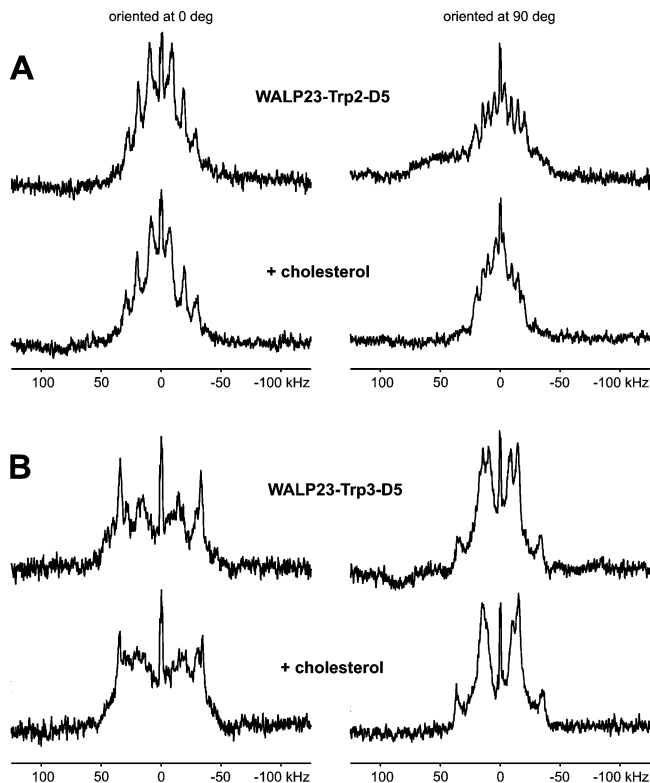 oriented at 0 deg oriented at 90 deg
A
WALP23-Trp2-D5
+ cholesterol
100 50 0 -50 -100 kHz 100 50 0 -50 -100 kHz
B
WALP23-Trp3-D5
+ cholesterol
100 50 0 -50 -100 kHz 100 50 0 -50 -100 kHz